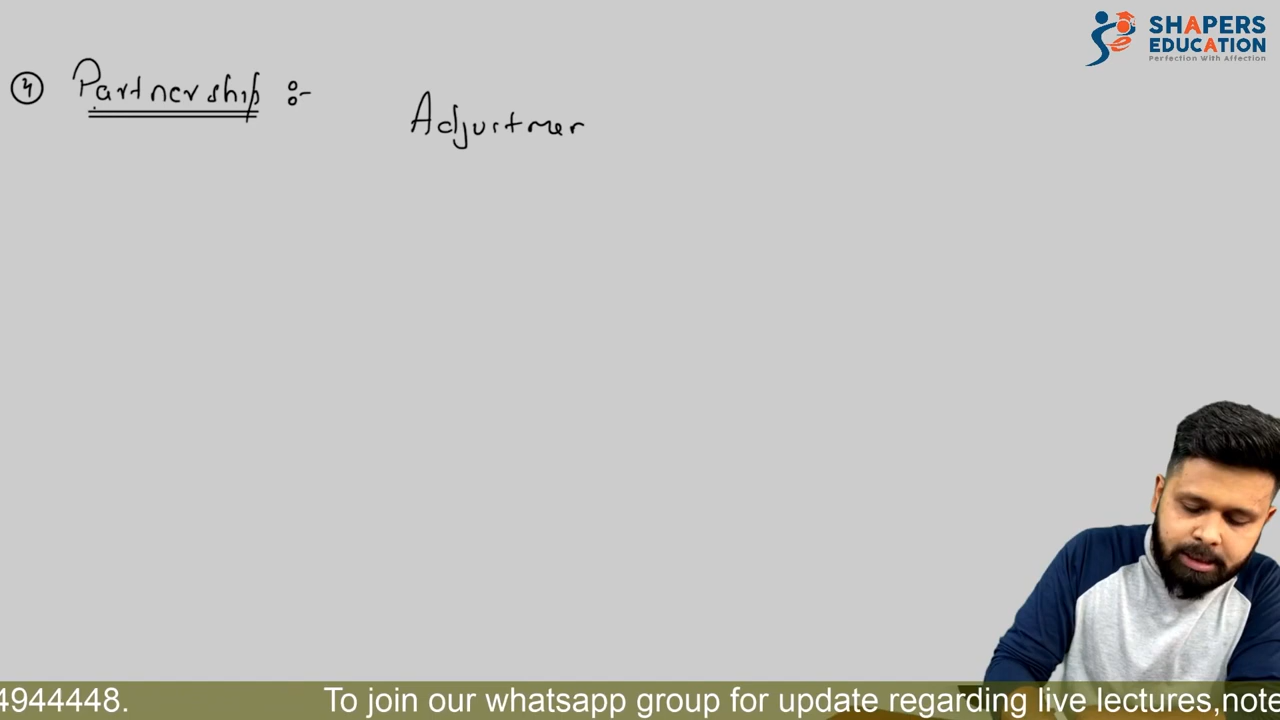 SHAPERS
EDUCATION
Perfection With Affection
④ Partnership :-
Adjustmen
4944448. To join our whatsapp group for update regarding live lectures,note